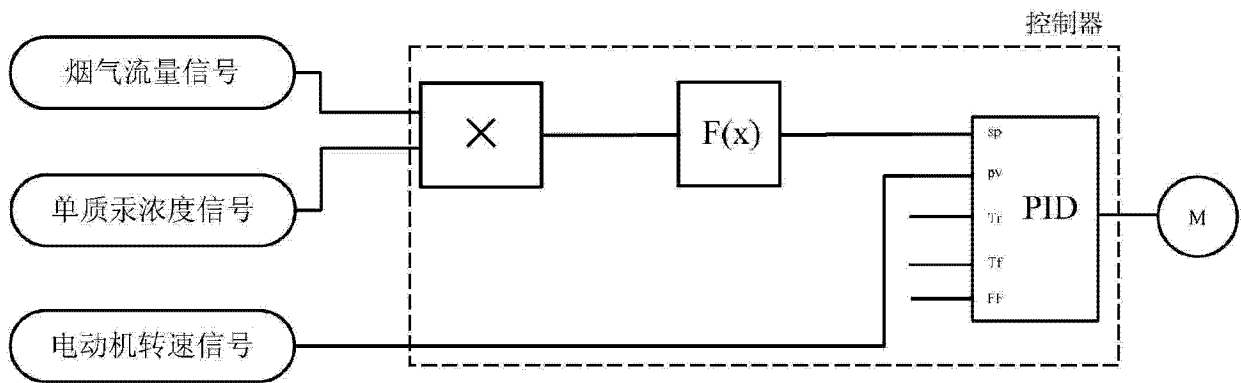 控制器
烟气流量信号
×
F(x)
sp
单质汞浓度信号
pv
PID
Tr
M
Tf
FF
电动机转速信号